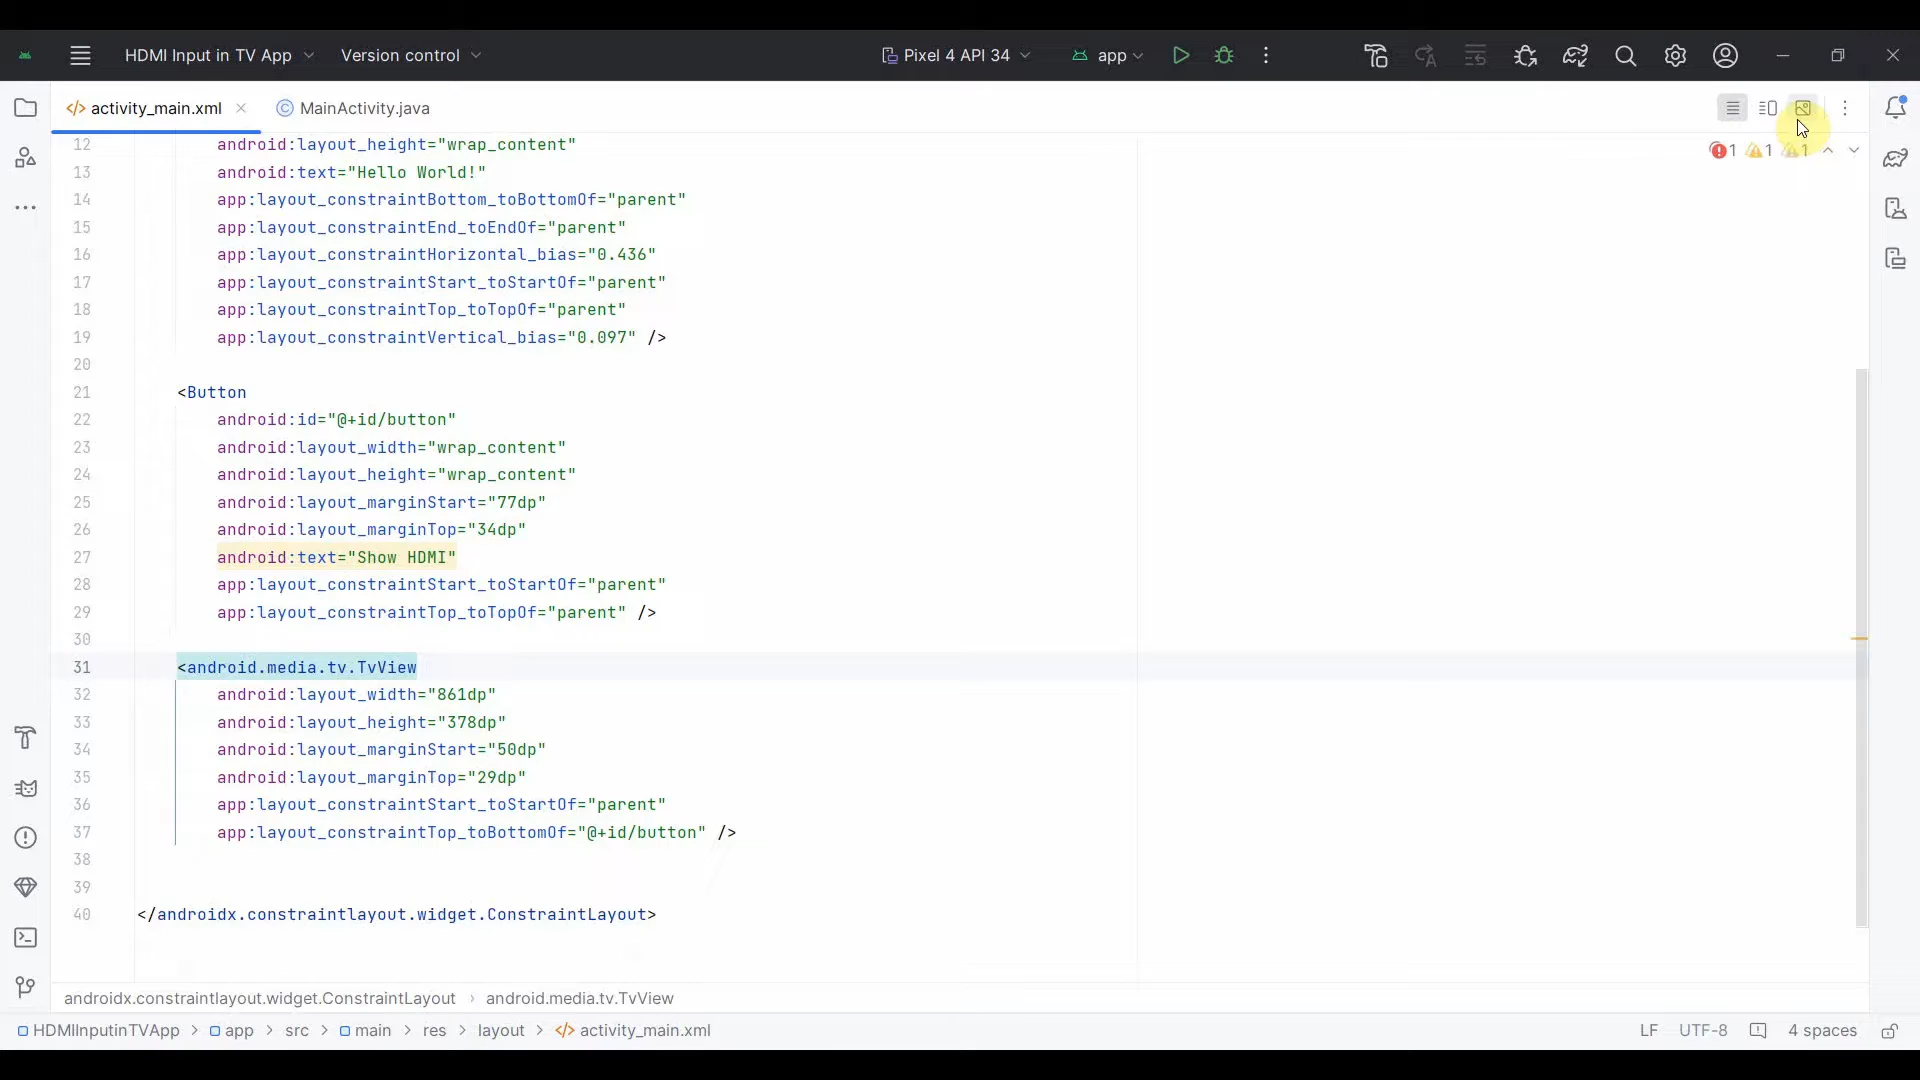 HDMI Input in TV App
Version control
Pixel 4 API 34
app
activity_main.xml
MainActivity.java
1 1 1
12 android:layout_height="wrap_content"
13 android:text="Hello World!"
14 app:layout_constraintBottom_toBottomOf="parent"
15 app:layout_constraintEnd_toEndOf="parent"
16 app:layout_constraintHorizontal_bias="0.436"
17 app:layout_constraintStart_toStartOf="parent"
18 app:layout_constraintTop_toTopOf="parent"
19 app:layout_constraintVertical_bias="0.097" />
20
21 <Button
22 android:id="@+id/button"
23 android:layout_width="wrap_content"
24 android:layout_height="wrap_content"
25 android:layout_marginStart="77dp"
26 android:layout_marginTop="34dp"
27 android:text="Show HDMI"
28 app:layout_constraintStart_toStartOf="parent"
29 app:layout_constraintTop_toTopOf="parent" />
30
31 <android.media.tv.TvView
32 android:layout_width="861dp"
33 android:layout_height="378dp"
34 android:layout_marginStart="50dp"
35 android:layout_marginTop="29dp"
36 app:layout_constraintStart_toStartOf="parent"
37 app:layout_constraintTop_toBottomOf="@+id/button" />
38
39
40 </androidx.constraintlayout.widget.ConstraintLayout>
androidx.constraintlayout.widget.ConstraintLayout › android.media.tv.TvView
HDMIInputinTVApp > app > src > main > res > layout > activity_main.xml
LF UTF-8 4 spaces